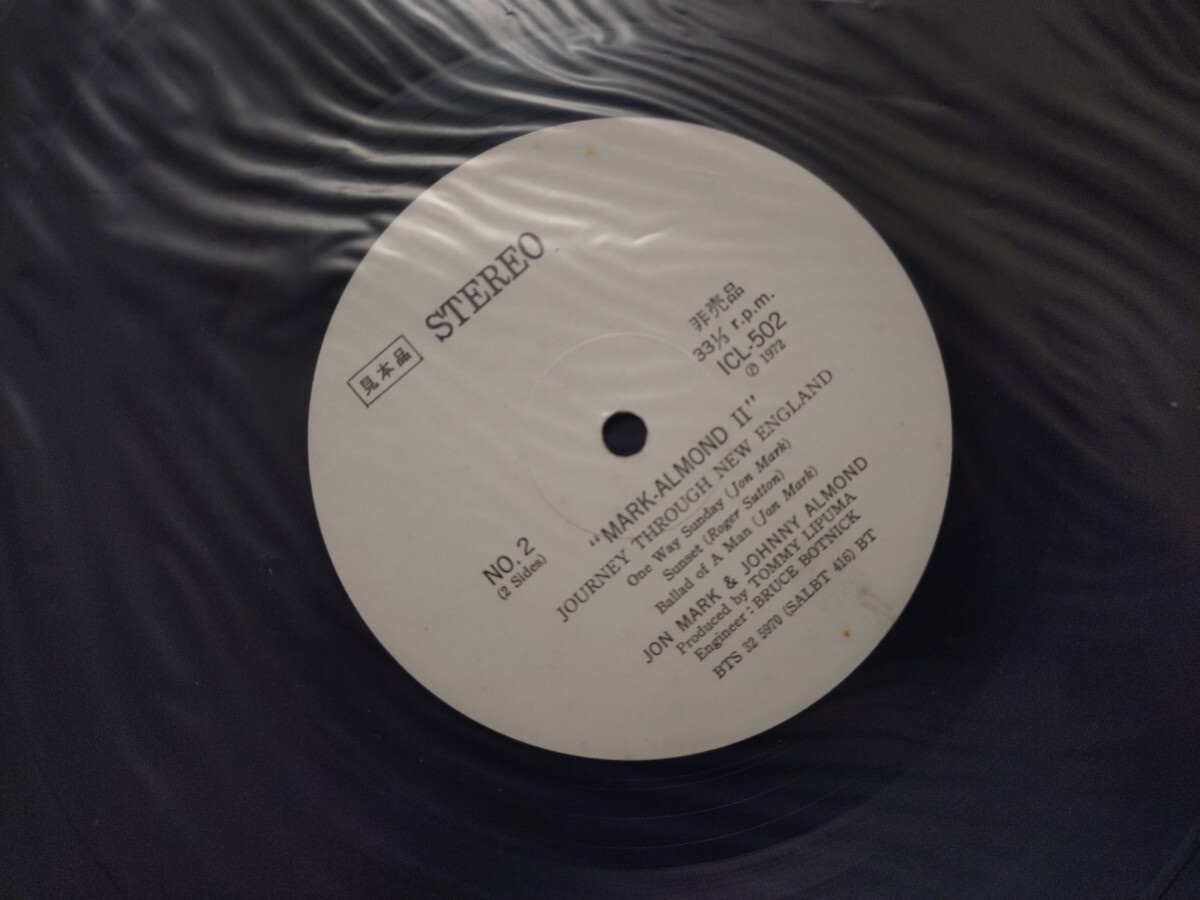 見本品
STEREO
非売品
33⅓ r.p.m.
ICL-502
℗ 1972
NO. 2
(2 Sides)
"MARK-ALMOND II"
JOURNEY THROUGH NEW ENGLAND
One Way Sunday (Jon Mark)
Sunset (Roger Sutton)
Ballad of A Man (Jon Mark)
JON MARK & JOHNNY ALMOND
Produced by TOMMY LIPUMA
Engineer : BRUCE BOTNICK
BTS 32 5970 (SALBT 416) BT